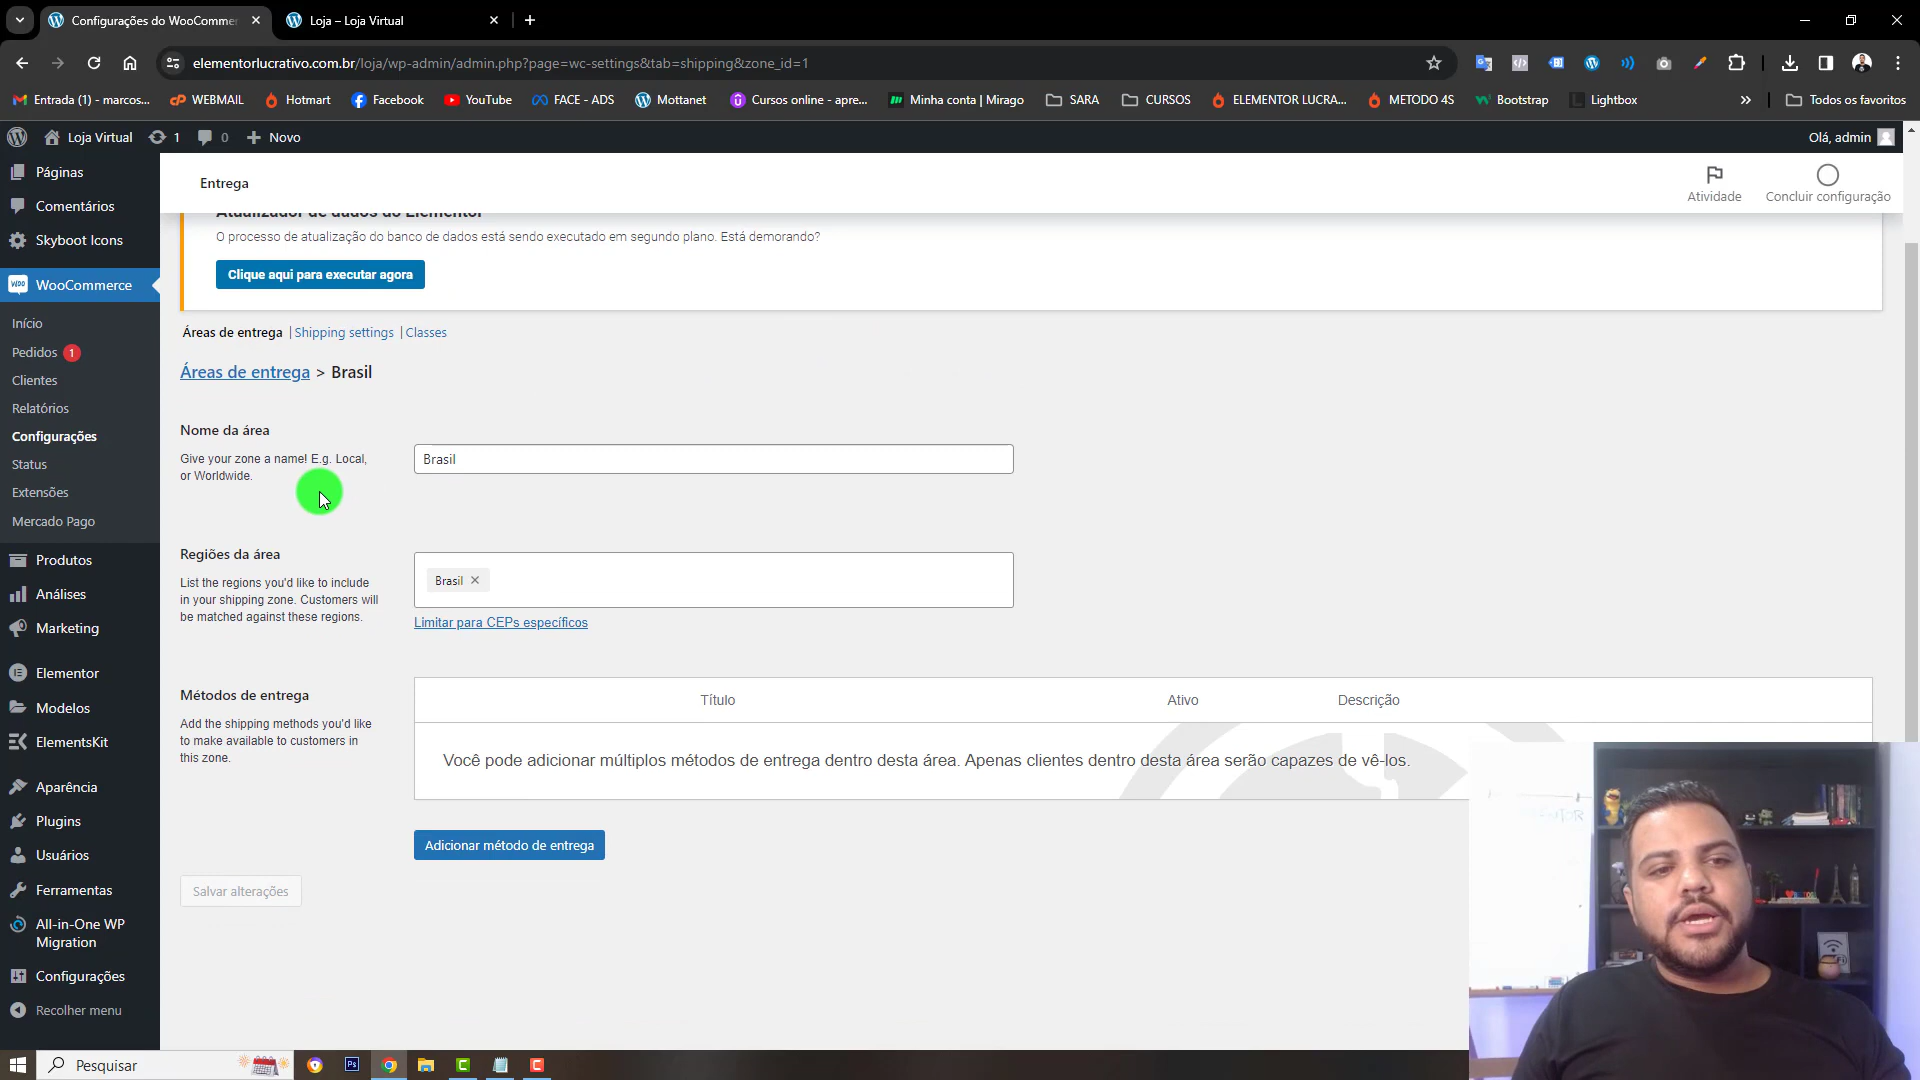 Configurações do WooCommer
Loja – Loja Virtual
elementorlucrativo.com.br/loja/wp-admin/admin.php?page=wc-settings&tab=shipping&zone_id=1
Entrada (1) - marcos...
WEBMAIL
Hotmart
Facebook
YouTube
FACE - ADS
Mottanet
Cursos online - apre...
Minha conta | Mirago
SARA
CURSOS
ELEMENTOR LUCRA...
METODO 4S
Bootstrap
Lightbox
Todos os favoritos
Loja Virtual
1
0
Novo
Olá, admin
Páginas
Comentários
Skyboot Icons
WooCommerce
Início
Pedidos 1
Clientes
Relatórios
Configurações
Status
Extensões
Mercado Pago
Produtos
Análises
Marketing
Elementor
Modelos
ElementsKit
Aparência
Plugins
Usuários
Ferramentas
All-in-One WP
Migration
Configurações
Recolher menu
Entrega
Atividade
Concluir configuração
Atualizador de dados do Elementor
O processo de atualização do banco de dados está sendo executado em segundo plano. Está demorando?
Clique aqui para executar agora
Áreas de entrega | Shipping settings | Classes
Áreas de entrega > Brasil
Nome da área
Give your zone a name! E.g. Local,
or Worldwide.
Brasil
Regiões da área
List the regions you'd like to include
in your shipping zone. Customers will
be matched against these regions.
Brasil ×
Limitar para CEPs específicos
Métodos de entrega
Add the shipping methods you'd like
to make available to customers in
this zone.
Título
Ativo
Descrição
Você pode adicionar múltiplos métodos de entrega dentro desta área. Apenas clientes dentro desta área serão capazes de vê-los.
Adicionar método de entrega
Salvar alterações
Pesquisar